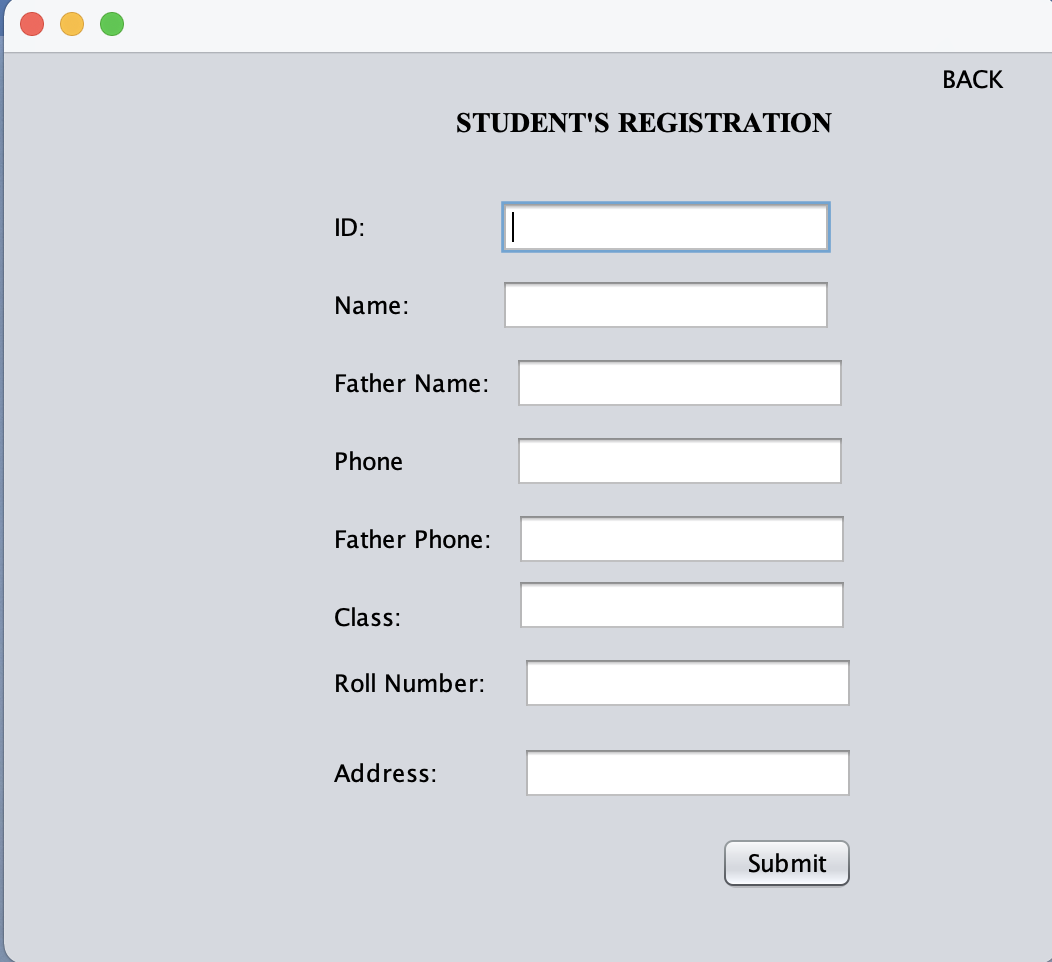 BACK
STUDENT'S REGISTRATION
ID:
Name:
Father Name:
Phone
Father Phone:
Class:
Roll Number:
Address:
Submit